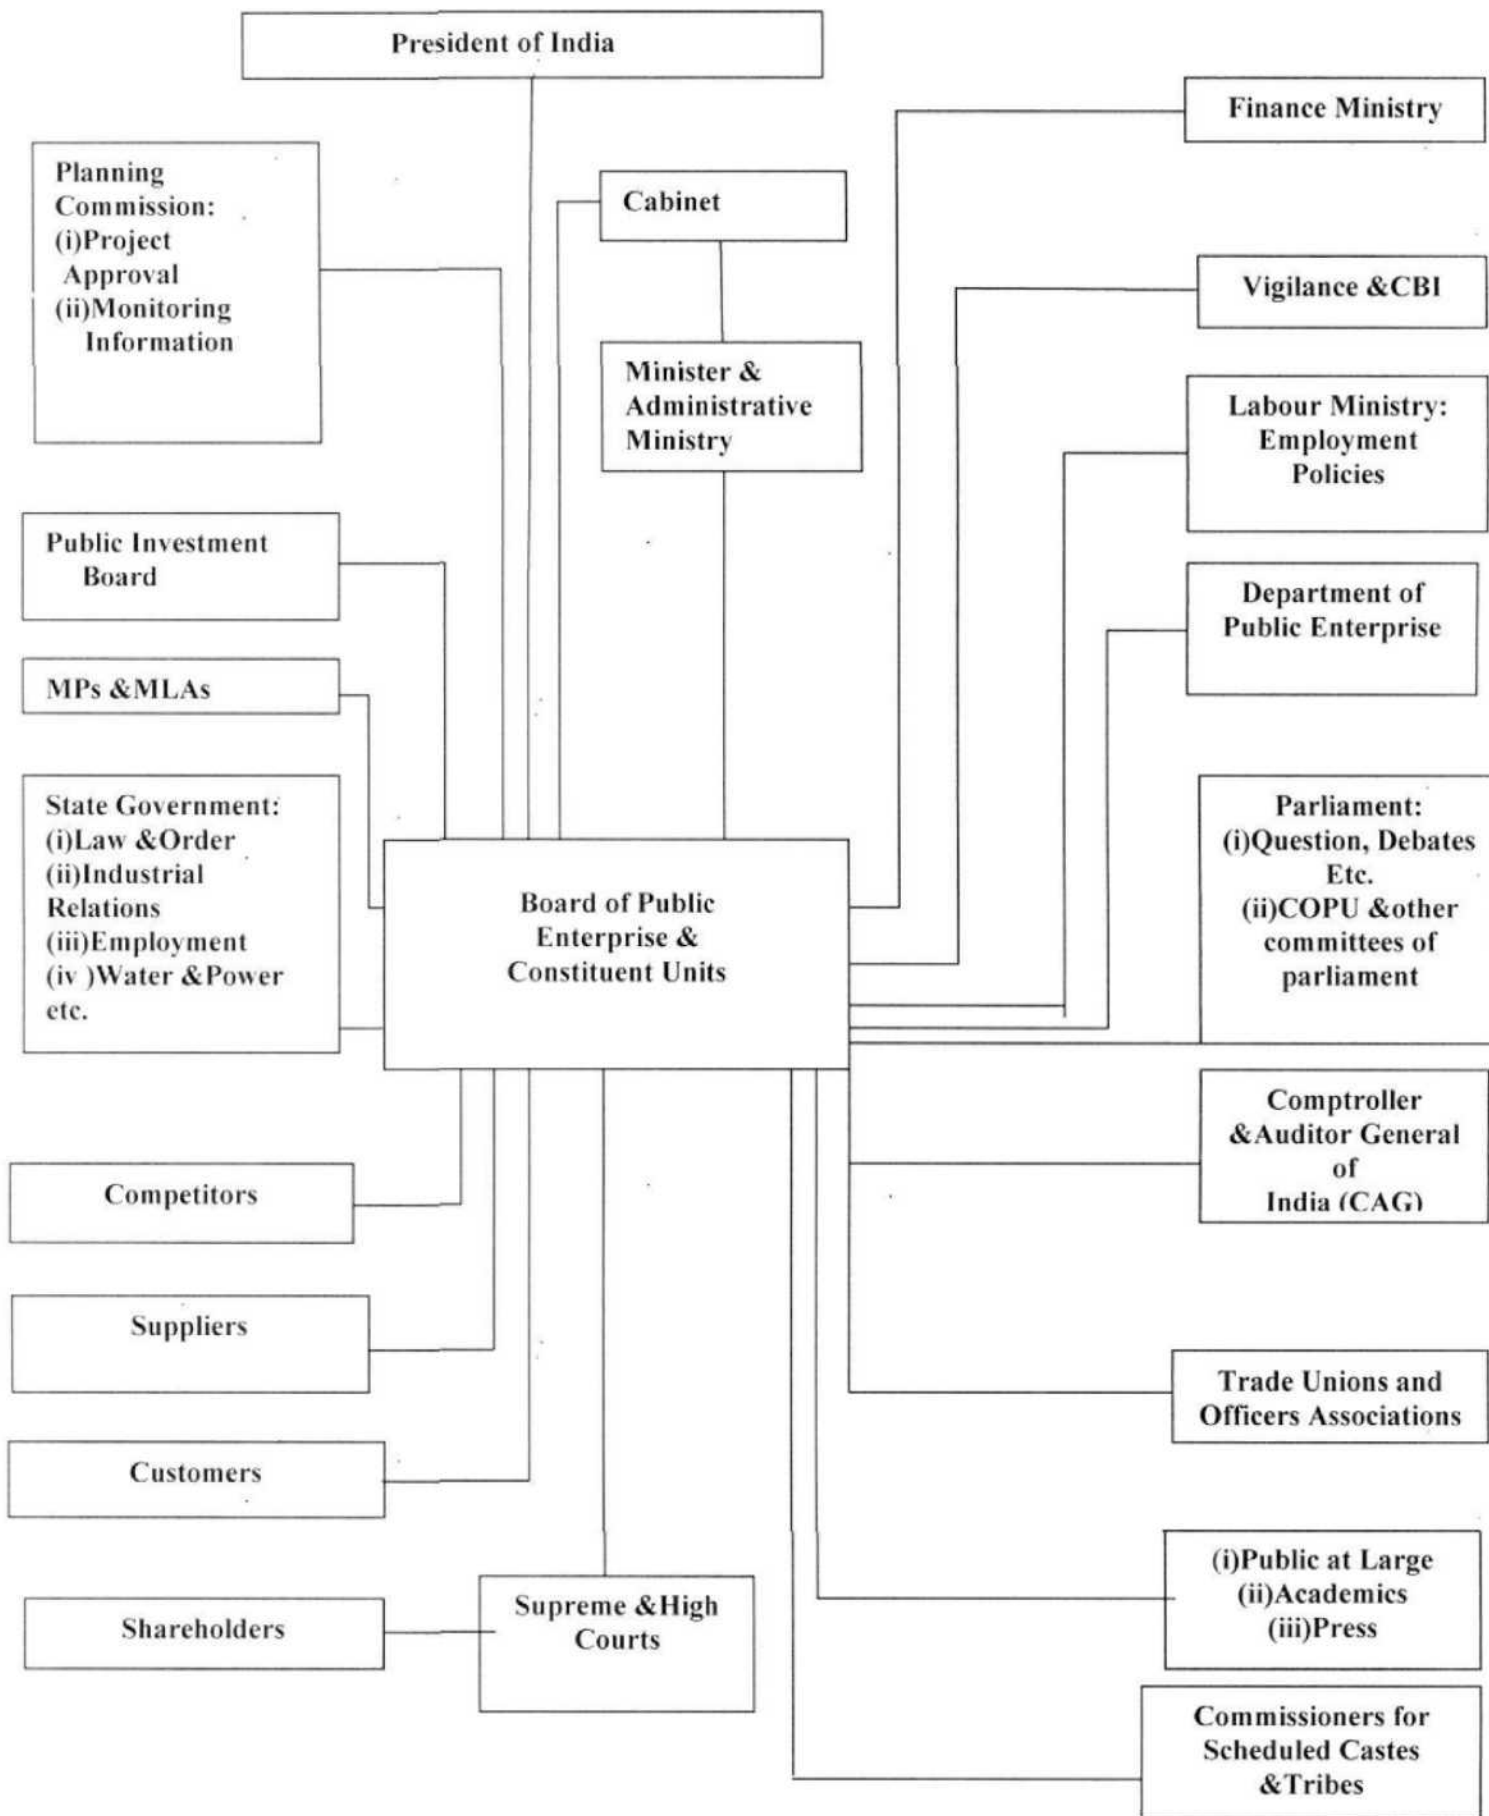 President of India
Finance Ministry
Planning
Commission:
(i)Project
Approval
(ii)Monitoring
Information
Cabinet
Vigilance &CBI
Minister &
Administrative
Ministry
Labour Ministry:
Employment
Policies
Public Investment
Board
Department of
Public Enterprise
MPs &MLAs
State Government:
(i)Law &Order
(ii)Industrial
Relations
(iii)Employment
(iv )Water &Power
etc.
Board of Public
Enterprise &
Constituent Units
Parliament:
(i)Question, Debates
Etc.
(ii)COPU &other
committees of
parliament
Comptroller
&Auditor General
of
India (CAG)
Competitors
Suppliers
Trade Unions and
Officers Associations
Customers
(i)Public at Large
(ii)Academics
(iii)Press
Shareholders
Supreme &High
Courts
Commissioners for
Scheduled Castes
&Tribes